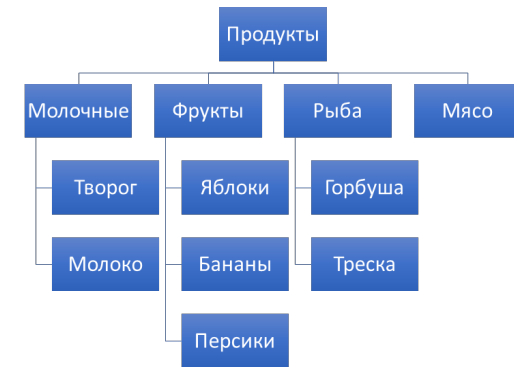 Продукты
Молочные
Фрукты
Рыба
Мясо
Творог
Яблоки
Горбуша
Молоко
Бананы
Треска
Персики